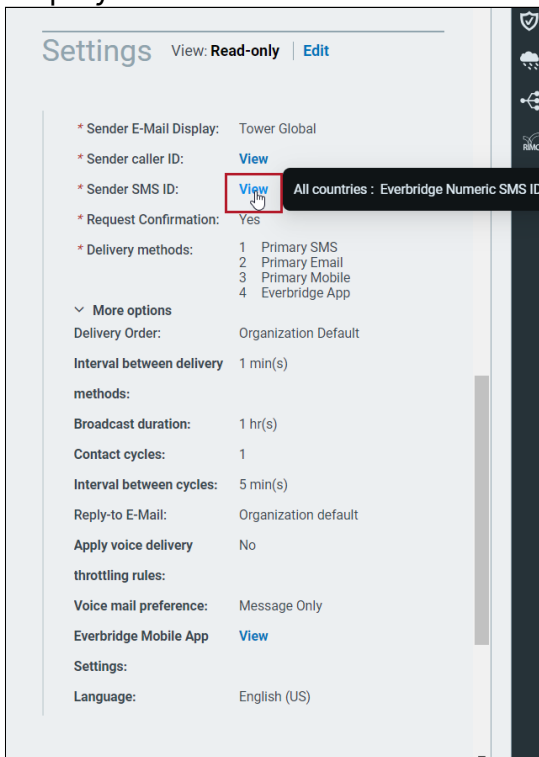 Settings View: Read-only | Edit
* Sender E-Mail Display: Tower Global
* Sender caller ID: View
* Sender SMS ID: View
All countries : Everbridge Numeric SMS ID
* Request Confirmation: Yes
* Delivery methods: 1 Primary SMS
2 Primary Email
3 Primary Mobile
4 Everbridge App
More options
Delivery Order: Organization Default
Interval between delivery methods: 1 min(s)
Broadcast duration: 1 hr(s)
Contact cycles: 1
Interval between cycles: 5 min(s)
Reply-to E-Mail: Organization default
Apply voice delivery throttling rules: No
Voice mail preference: Message Only
Everbridge Mobile App Settings: View
Language: English (US)